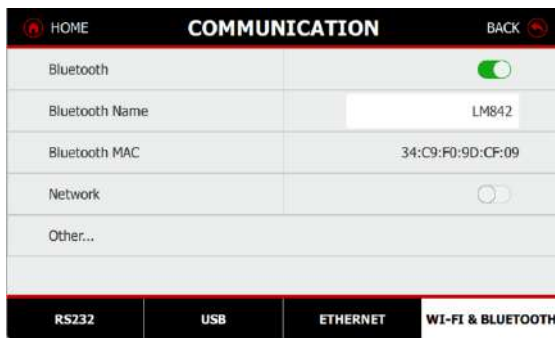 HOME COMMUNICATION BACK
Bluetooth
Bluetooth Name LM842
Bluetooth MAC 34:C9:F0:9D:CF:09
Network
Other...
RS232 USB ETHERNET WI-FI & BLUETOOTH